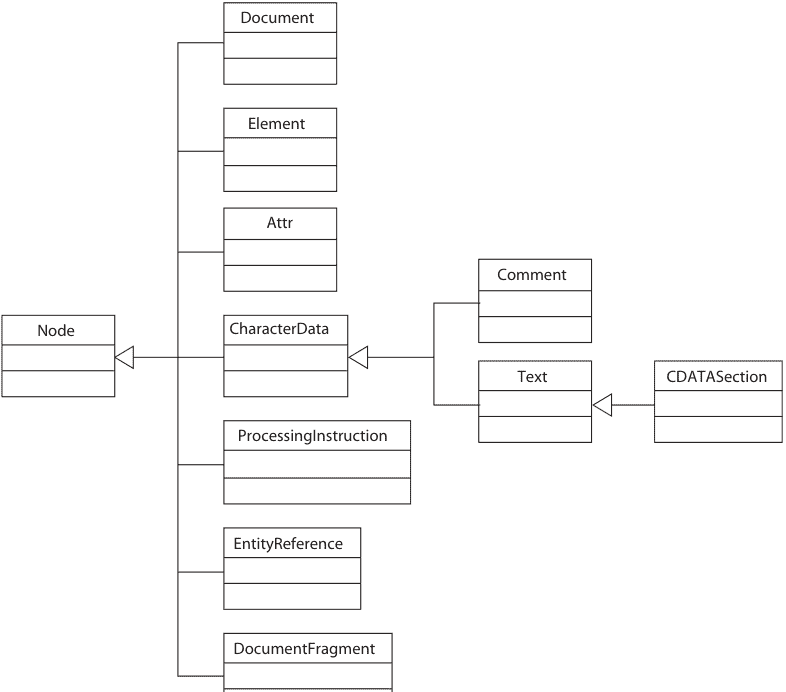 Document
Element
Attr
Comment
Node
CharacterData
Text
CDATASection
ProcessingInstruction
EntityReference
DocumentFragment